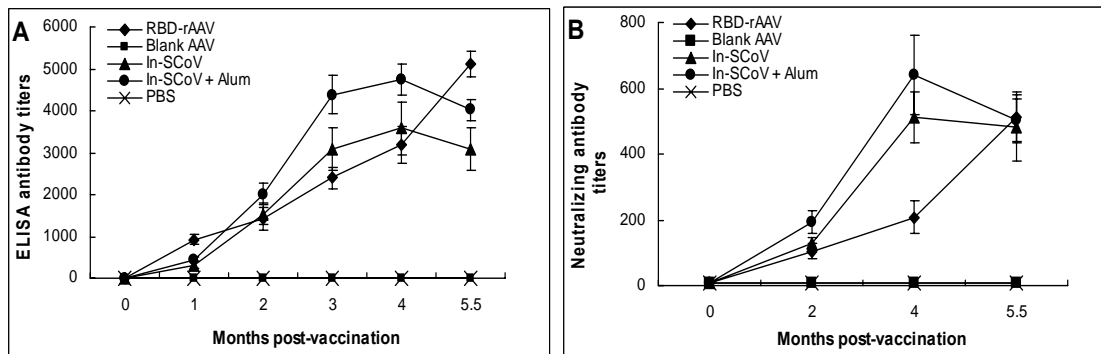 A
RBD-rAAV
Blank AAV
In-SCoV
In-SCoV + Alum
PBS
ELISA antibody titers
6000
5000
4000
3000
2000
1000
0
0 1 2 3 4 5.5
Months post-vaccination
B
RBD-rAAV
Blank AAV
In-SCoV
In-SCoV + Alum
PBS
Neutralizing antibody
titers
800
600
400
200
0
0 2 4 5.5
Months post-vaccination